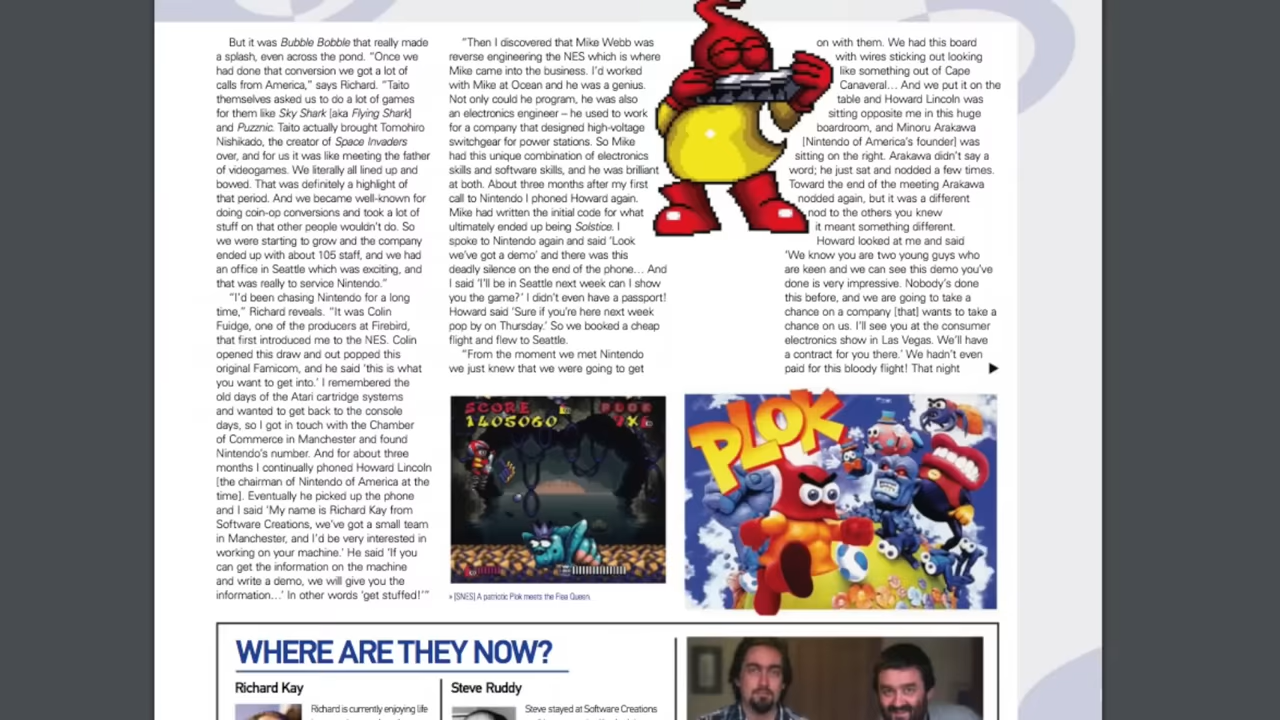 But it was Bubble Bobble that really made
a splash, even across the pond. “Once we
had done that conversion we got a lot of
calls from America,” says Richard. “Taito
themselves asked us to do a lot of games
for them like Sky Shark [aka Flying Shark]
and Puzznic. Taito actually brought Tomohiro
Nishikado, the creator of Space Invaders
over, and for us it was like meeting the father
of videogames. We literally all lined up and
bowed. That was definitely a highlight of
that period. And we became well-known for
doing coin-op conversions and took a lot of
stuff on that other people wouldn’t do. So
we were starting to grow and the company
ended up with about 105 staff, and we had
an office in Seattle which was exciting, and
that was really to service Nintendo.”
“I’d been chasing Nintendo for a long
time,” Richard reveals. “It was Colin
Fuidge, one of the producers at Firebird,
that first introduced me to the NES. Colin
opened this draw and out popped this
original Famicom, and he said ‘this is what
you want to get into.’ I remembered the
old days of the Atari cartridge systems
and wanted to get back to the console
days, so I got in touch with the Chamber
of Commerce in Manchester and found
Nintendo’s number. And for about three
months I continually phoned Howard Lincoln
[the chairman of Nintendo of America at the
time]. Eventually he picked up the phone
and I said ‘My name is Richard Kay from
Software Creations, we’ve got a small team
in Manchester, and I’d be very interested in
working on your machine.’ He said ‘If you
can get the information on the machine
and write a demo, we will give you the
information…’ In other words ‘get stuffed!’”
“Then I discovered that Mike Webb was
reverse engineering the NES which is where
Mike came into the business. I’d worked
with Mike at Ocean and he was a genius.
Not only could he program, he was also
an electronics engineer – he used to work
for a company that designed high-voltage
switchgear for power stations. So Mike
had this unique combination of electronics
skills and software skills, and he was brilliant
at both. About three months after my first
call to Nintendo I phoned Howard again.
Mike had written the initial code for what
ultimately ended up being Solstice. I
spoke to Nintendo again and said ‘Look
we’ve got a demo’ and there was this
deadly silence on the end of the phone… And
I said ‘I’ll be in Seattle next week can I show
you the game?’ I didn’t even have a passport!
Howard said ‘Sure if you’re here next week
pop by on Thursday.’ So we booked a cheap
flight and flew to Seattle.
“From the moment we met Nintendo
we just knew that we were going to get
on with them. We had this board
with wires sticking out looking
like something out of Cape
Canaveral… And we put it on the
table and Howard Lincoln was
sitting opposite me in this huge
boardroom, and Minoru Arakawa
[Nintendo of America’s founder] was
sitting on the right. Arakawa didn’t say a
word; he just sat and nodded a few times.
Toward the end of the meeting Arakawa
nodded again, but it was a different
nod to the others you knew
it meant something different.
Howard looked at me and said
‘We know you are two young guys who
are keen and we can see this demo you’ve
done is very impressive. Nobody’s done
this before, and we are going to take a
chance on a company [that] wants to take a
chance on us. I’ll see you at the consumer
electronics show in Las Vegas. We’ll have
a contract for you there.’ We hadn’t even
paid for this bloody flight! That night
SCORE
1405060
PLOK
» [SNES] A patriotic Plok meets the Flea Queen.
WHERE ARE THEY NOW?
Richard Kay
Richard is currently enjoying life
Steve Ruddy
Steve stayed at Software Creations